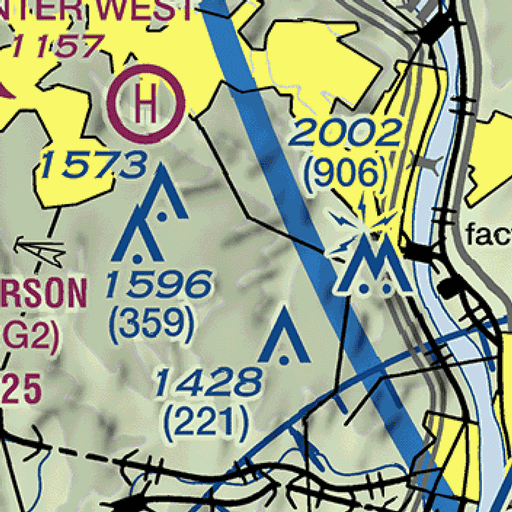 NTER WEST
1157
H
2002
(906)
1573
fact
1596
(359)
RSON
G2)
25
1428
(221)